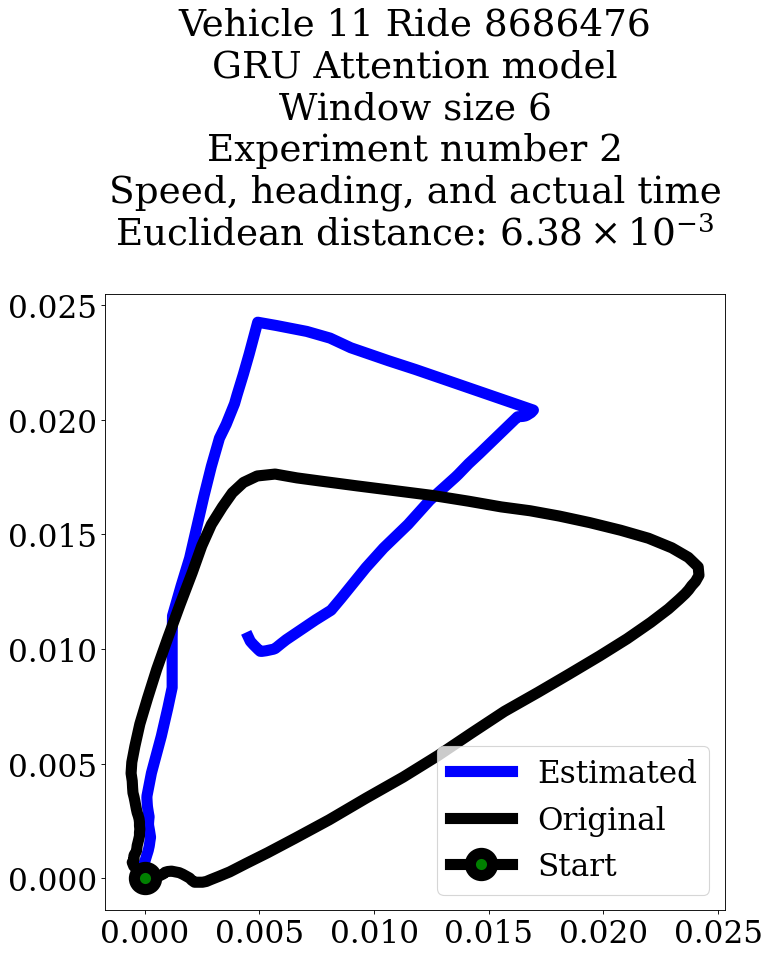 Vehicle 11 Ride 8686476
GRU Attention model
Window size 6
Experiment number 2
Speed, heading, and actual time
Euclidean distance: 6.38 × 10⁻³
0.025
0.020
0.015
0.010
0.005
0.000
Estimated
Original
Start
0.000 0.005 0.010 0.015 0.020 0.025